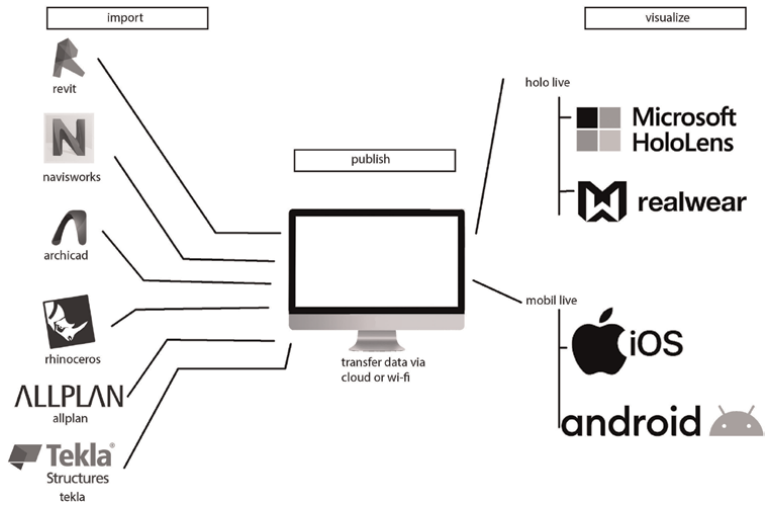 import
visualize
publish
revit
navisworks
archicad
rhinoceros
ALLPLAN
allplan
Tekla®
Structures
tekla
transfer data via
cloud or wi-fi
holo live
Microsoft
HoloLens
realwear
mobil live
iOS
android